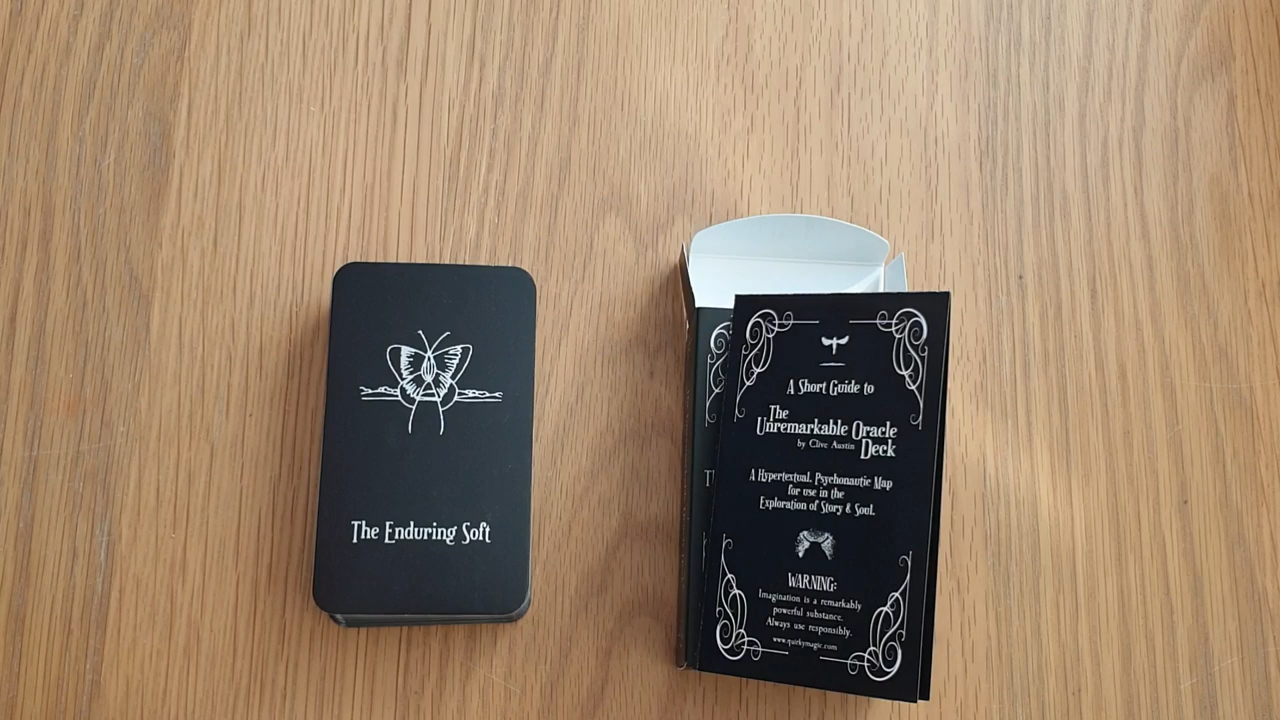 The Enduring Soft
A Short Guide to
The
Unremarkable Oracle
by Clive Austin Deck
A Hypertextual, Psychonautic Map
for use in the
Exploration of Story & Soul.
WARNING:
Imagination is a remarkably
powerful substance.
Always use responsibly.
www.quirkymagic.com